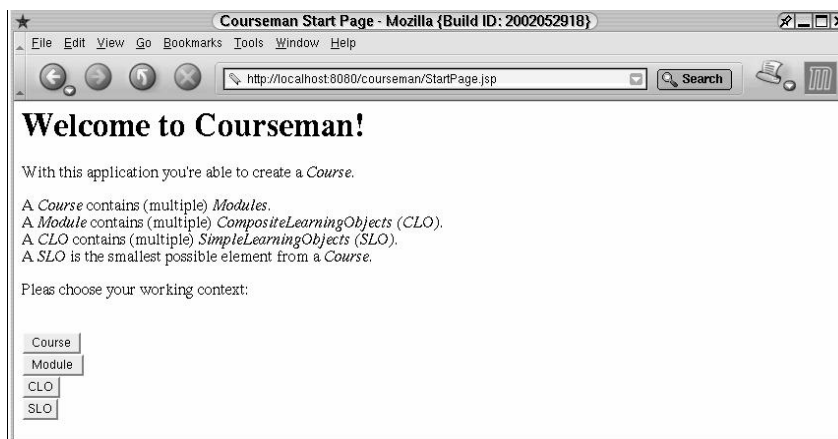 Courseman Start Page - Mozilla {Build ID: 2002052918}
File Edit View Go Bookmarks Tools Window Help
http://localhost:8080/courseman/StartPage.jsp Search m
Welcome to Courseman!
With this application you're able to create a Course.
A Course contains (multiple) Modules.
A Module contains (multiple) CompositeLearningObjects (CLO).
A CLO contains (multiple) SimpleLearningObjects (SLO).
A SLO is the smallest possible element from a Course.
Pleas choose your working context:
Course
Module
CLO
SLO